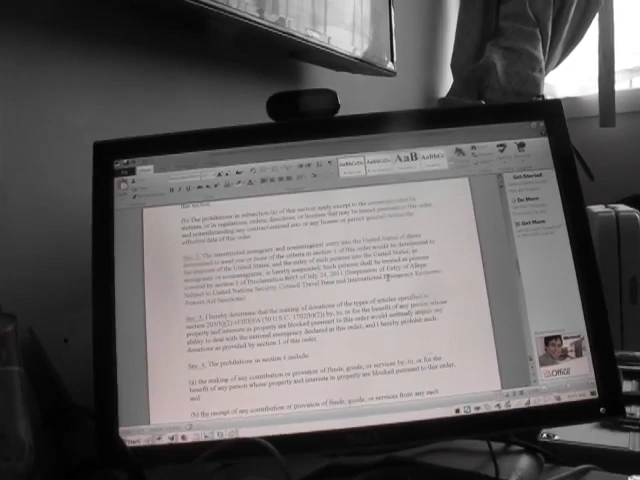 this section.
(b) The prohibitions in subsection (a) of this section apply except to the extent provided by
statutes, or in regulations, orders, directives, or licenses that may be issued pursuant to this order,
and notwithstanding any contract entered into or any license or permit granted before the
effective date of this order.
Sec. 2. The unrestricted immigrant and nonimmigrant entry into the United States of aliens
determined to meet one or more of the criteria in section 1 of this order would be detrimental to
the interests of the United States, and the entry of such persons into the United States, as
immigrants or nonimmigrants, is hereby suspended. Such persons shall be treated as persons
covered by section 1 of Proclamation 8693 of July 24, 2011 (Suspension of Entry of Aliens
Subject to United Nations Security Council Travel Bans and International Emergency Economic
Powers Act Sanctions).
Sec. 3. I hereby determine that the making of donations of the types of articles specified in
section 203(b)(2) of IEEPA (50 U.S.C. 1702(b)(2)) by, to, or for the benefit of any person whose
property and interests in property are blocked pursuant to this order would seriously impair my
ability to deal with the national emergency declared in this order, and I hereby prohibit such
donations as provided by section 1 of this order.
Sec. 4. The prohibitions in section 1 include:
(a) the making of any contribution or provision of funds, goods, or services by, to, or for the
benefit of any person whose property and interests in property are blocked pursuant to this order;
and
(b) the receipt of any contribution or provision of funds, goods, or services from any such
AaBbCcDc AaBbCcDc AaB AaBbCc
Get Started
Do More
Get More
Office
Start